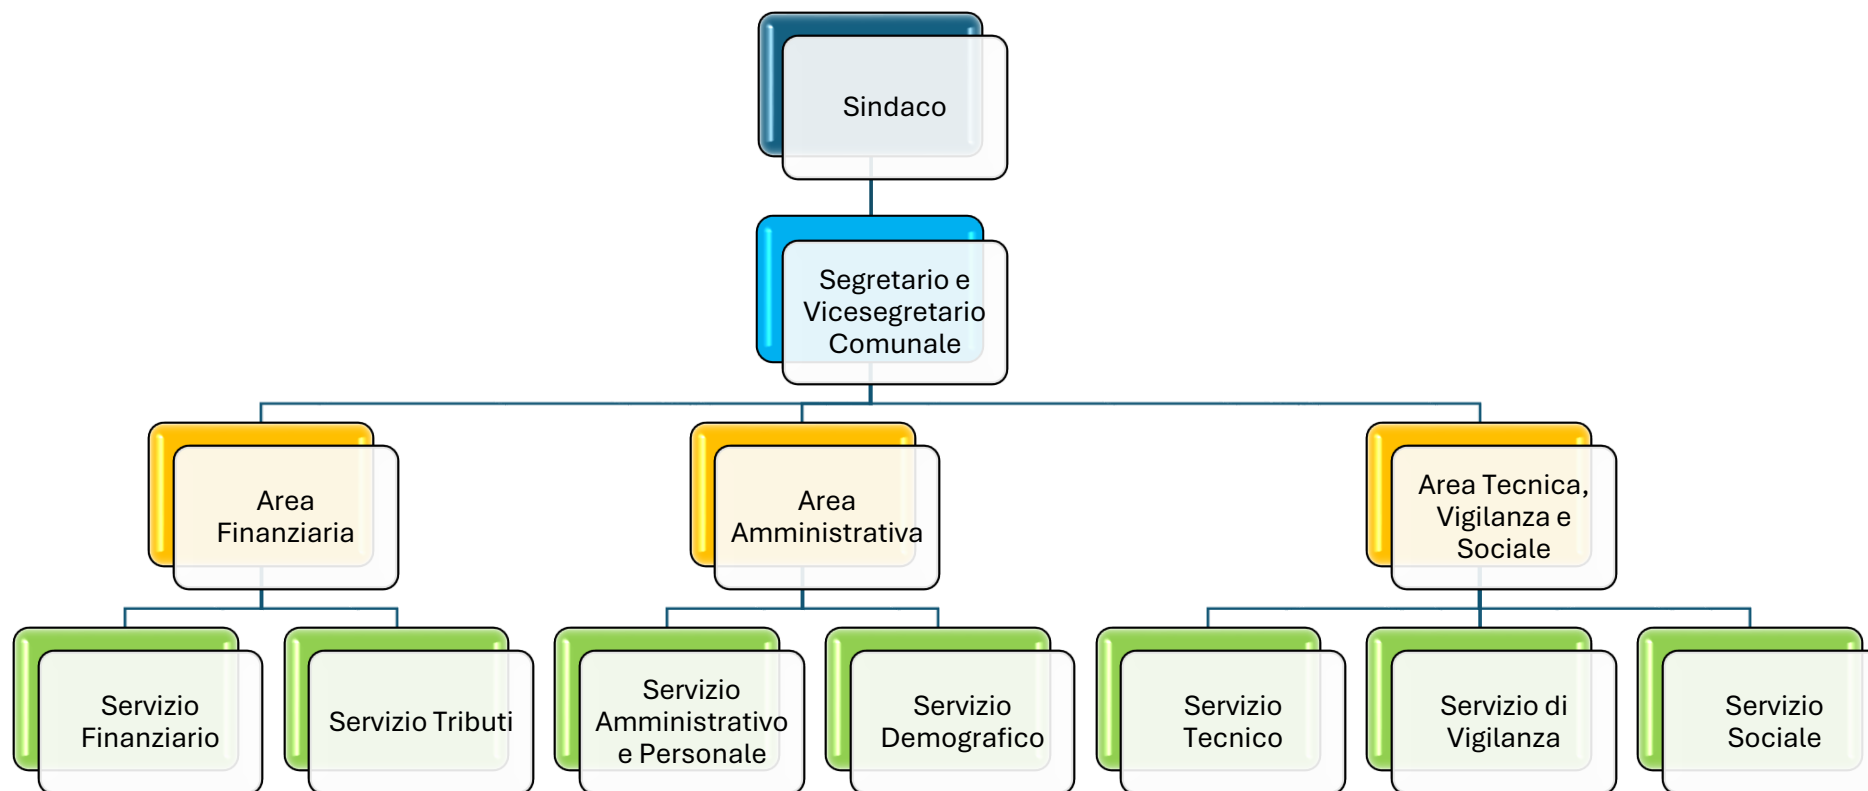 Sindaco
Segretario e
Vicesegretario
Comunale
Area
Finanziaria
Area
Amministrativa
Area Tecnica,
Vigilanza e
Sociale
Servizio
Finanziario
Servizio Tributi
Servizio
Amministrativo
e Personale
Servizio
Demografico
Servizio
Tecnico
Servizio di
Vigilanza
Servizio
Sociale